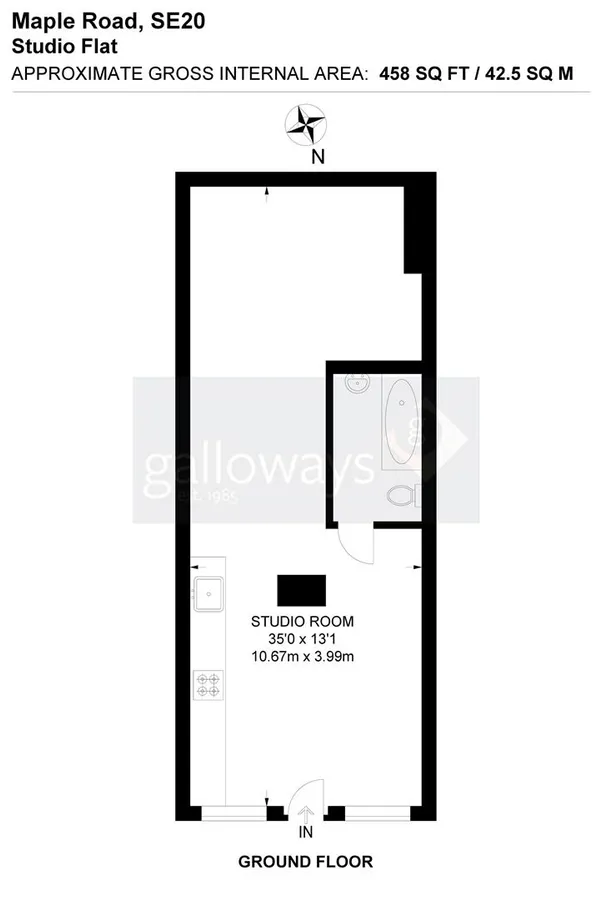 Maple Road, SE20
Studio Flat
APPROXIMATE GROSS INTERNAL AREA: 458 SQ FT / 42.5 SQ M
N
galloways
est. 1985
STUDIO ROOM
35'0 x 13'1
10.67m x 3.99m
IN
GROUND FLOOR